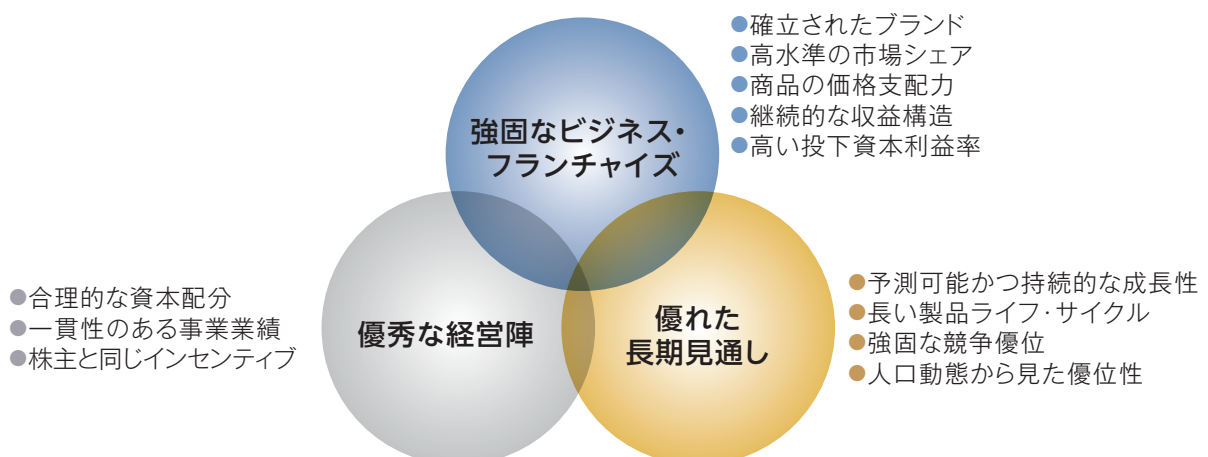 強固なビジネス・
フランチャイズ
●確立されたブランド
●高水準の市場シェア
●商品の価格支配力
●継続的な収益構造
●高い投下資本利益率
優秀な経営陣
●合理的な資本配分
●一貫性のある事業業績
●株主と同じインセンティブ
優れた
長期見通し
●予測可能かつ持続的な成長性
●長い製品ライフ・サイクル
●強固な競争優位
●人口動態から見た優位性